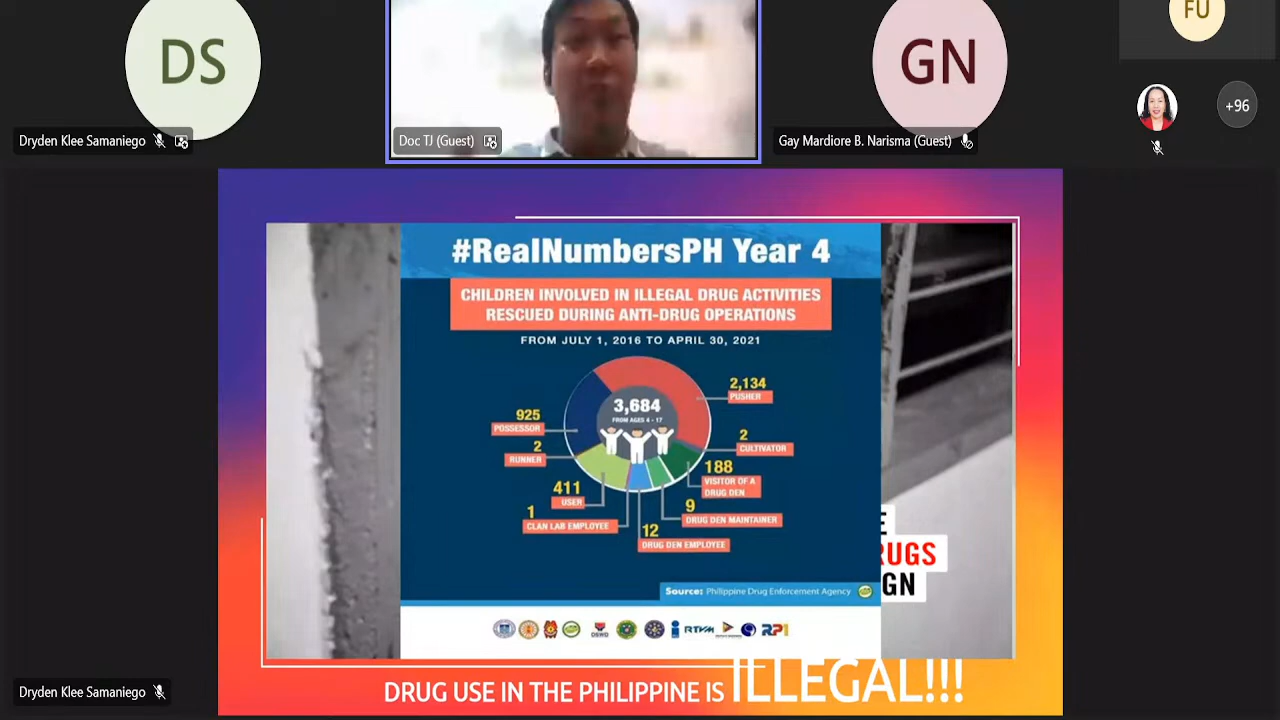 DS
GN
FU
+96
Dryden Klee Samaniego
Doc TJ (Guest)
Gay Mardiore B. Narisma (Guest)
#RealNumbersPH Year 4
CHILDREN INVOLVED IN ILLEGAL DRUG ACTIVITIES
RESCUED DURING ANTI-DRUG OPERATIONS
FROM JULY 1, 2016 TO APRIL 30, 2021
3,684
FROM AGES 4 - 17
2,134
PUSHER
925
POSSESSOR
2
CULTIVATOR
2
RUNNER
188
VISITOR OF A
DRUG DEN
411
USER
9
DRUG DEN MAINTAINER
1
CLAN LAB EMPLOYEE
12
DRUG DEN EMPLOYEE
E
RUGS
GN
Source: Philippine Drug Enforcement Agency
DSWD
RTVM
RPI
DRUG USE IN THE PHILIPPINE IS ILLEGAL!!!
Dryden Klee Samaniego